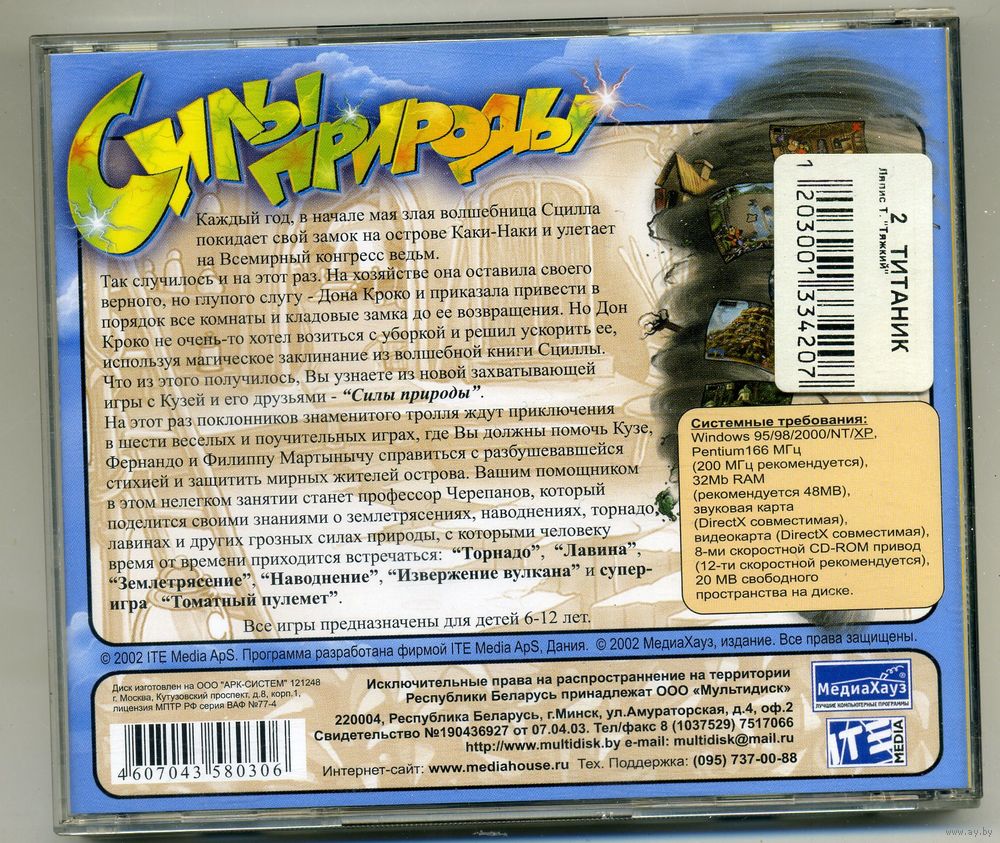 Силы природы
Каждый год, в начале мая злая волшебница Сцилла
покидает свой замок на острове Каки-Наки и улетает
на Всемирный конгресс ведьм.
Так случилось и на этот раз. На хозяйстве она оставила своего
верного, но глупого слугу - Дона Кроко и приказала привести в
порядок все комнаты и кладовые замка до ее возвращения. Но Дон
Кроко не очень-то хотел возиться с уборкой и решил ускорить ее,
используя магическое заклинание из волшебной книги Сциллы.
Что из этого получилось, Вы узнаете из новой захватывающей
игры с Кузей и его друзьями - “Силы природы”.
На этот раз поклонников знаменитого тролля ждут приключения
в шести веселых и поучительных играх, где Вы должны помочь Кузе,
Фернандо и Филиппу Мартынычу справиться с разбушевавшейся
стихией и защитить мирных жителей острова. Вашим помощником
в этом нелегком занятии станет профессор Черепанов, который
поделится своими знаниями о землетрясениях, наводнениях, торнадо,
лавинах и других грозных силах природы, с которыми человеку
время от времени приходится встречаться: “Торнадо”, “Лавина”,
“Землетрясение”, “Наводнение”, “Извержение вулкана” и супер-
игра “Томатный пулемет”.
Все игры предназначены для детей 6-12 лет.
2 ТИТАНИК
Ляпис Т. "Тяжкий"
1203001334207
Системные требования:
Windows 95/98/2000/NT/XP,
Pentium166 МГц
(200 МГц рекомендуется),
32Mb RAM
(рекомендуется 48MB),
звуковая карта
(DirectX совместимая),
видеокарта (DirectX совместимая),
8-ми скоростной CD-ROM привод
(12-ти скоростной рекомендуется),
20 MB свободного
пространства на диске.
© 2002 ITE Media ApS. Программа разработана фирмой ITE Media ApS, Дания. © 2002 МедиаХауз, издание. Все права защищены.
Диск изготовлен на ООО "АРК-СИСТЕМ" 121248
г. Москва, Кутузовский проспект, д.8, корп.1,
лицензия МПТР РФ серия ВАФ №77-4
4 607043 580306
Исключительные права на распространение на территории
Республики Беларусь принадлежат ООО «Мультидиск»
220004, Республика Беларусь, г.Минск, ул.Амураторская, д.4, оф.2
Свидетельство №190436927 от 07.04.03. Тел/факс 8 (1037529) 7517066
http://www.multidisk.by e-mail: multidisk@mail.ru
Интернет-сайт: www.mediahouse.ru Тех. Поддержка: (095) 737-00-88
МедиаХауз®
ЛУЧШИЕ КОМПЬЮТЕРНЫЕ ПРОГРАММЫ
ITE MEDIA
www.ay.by